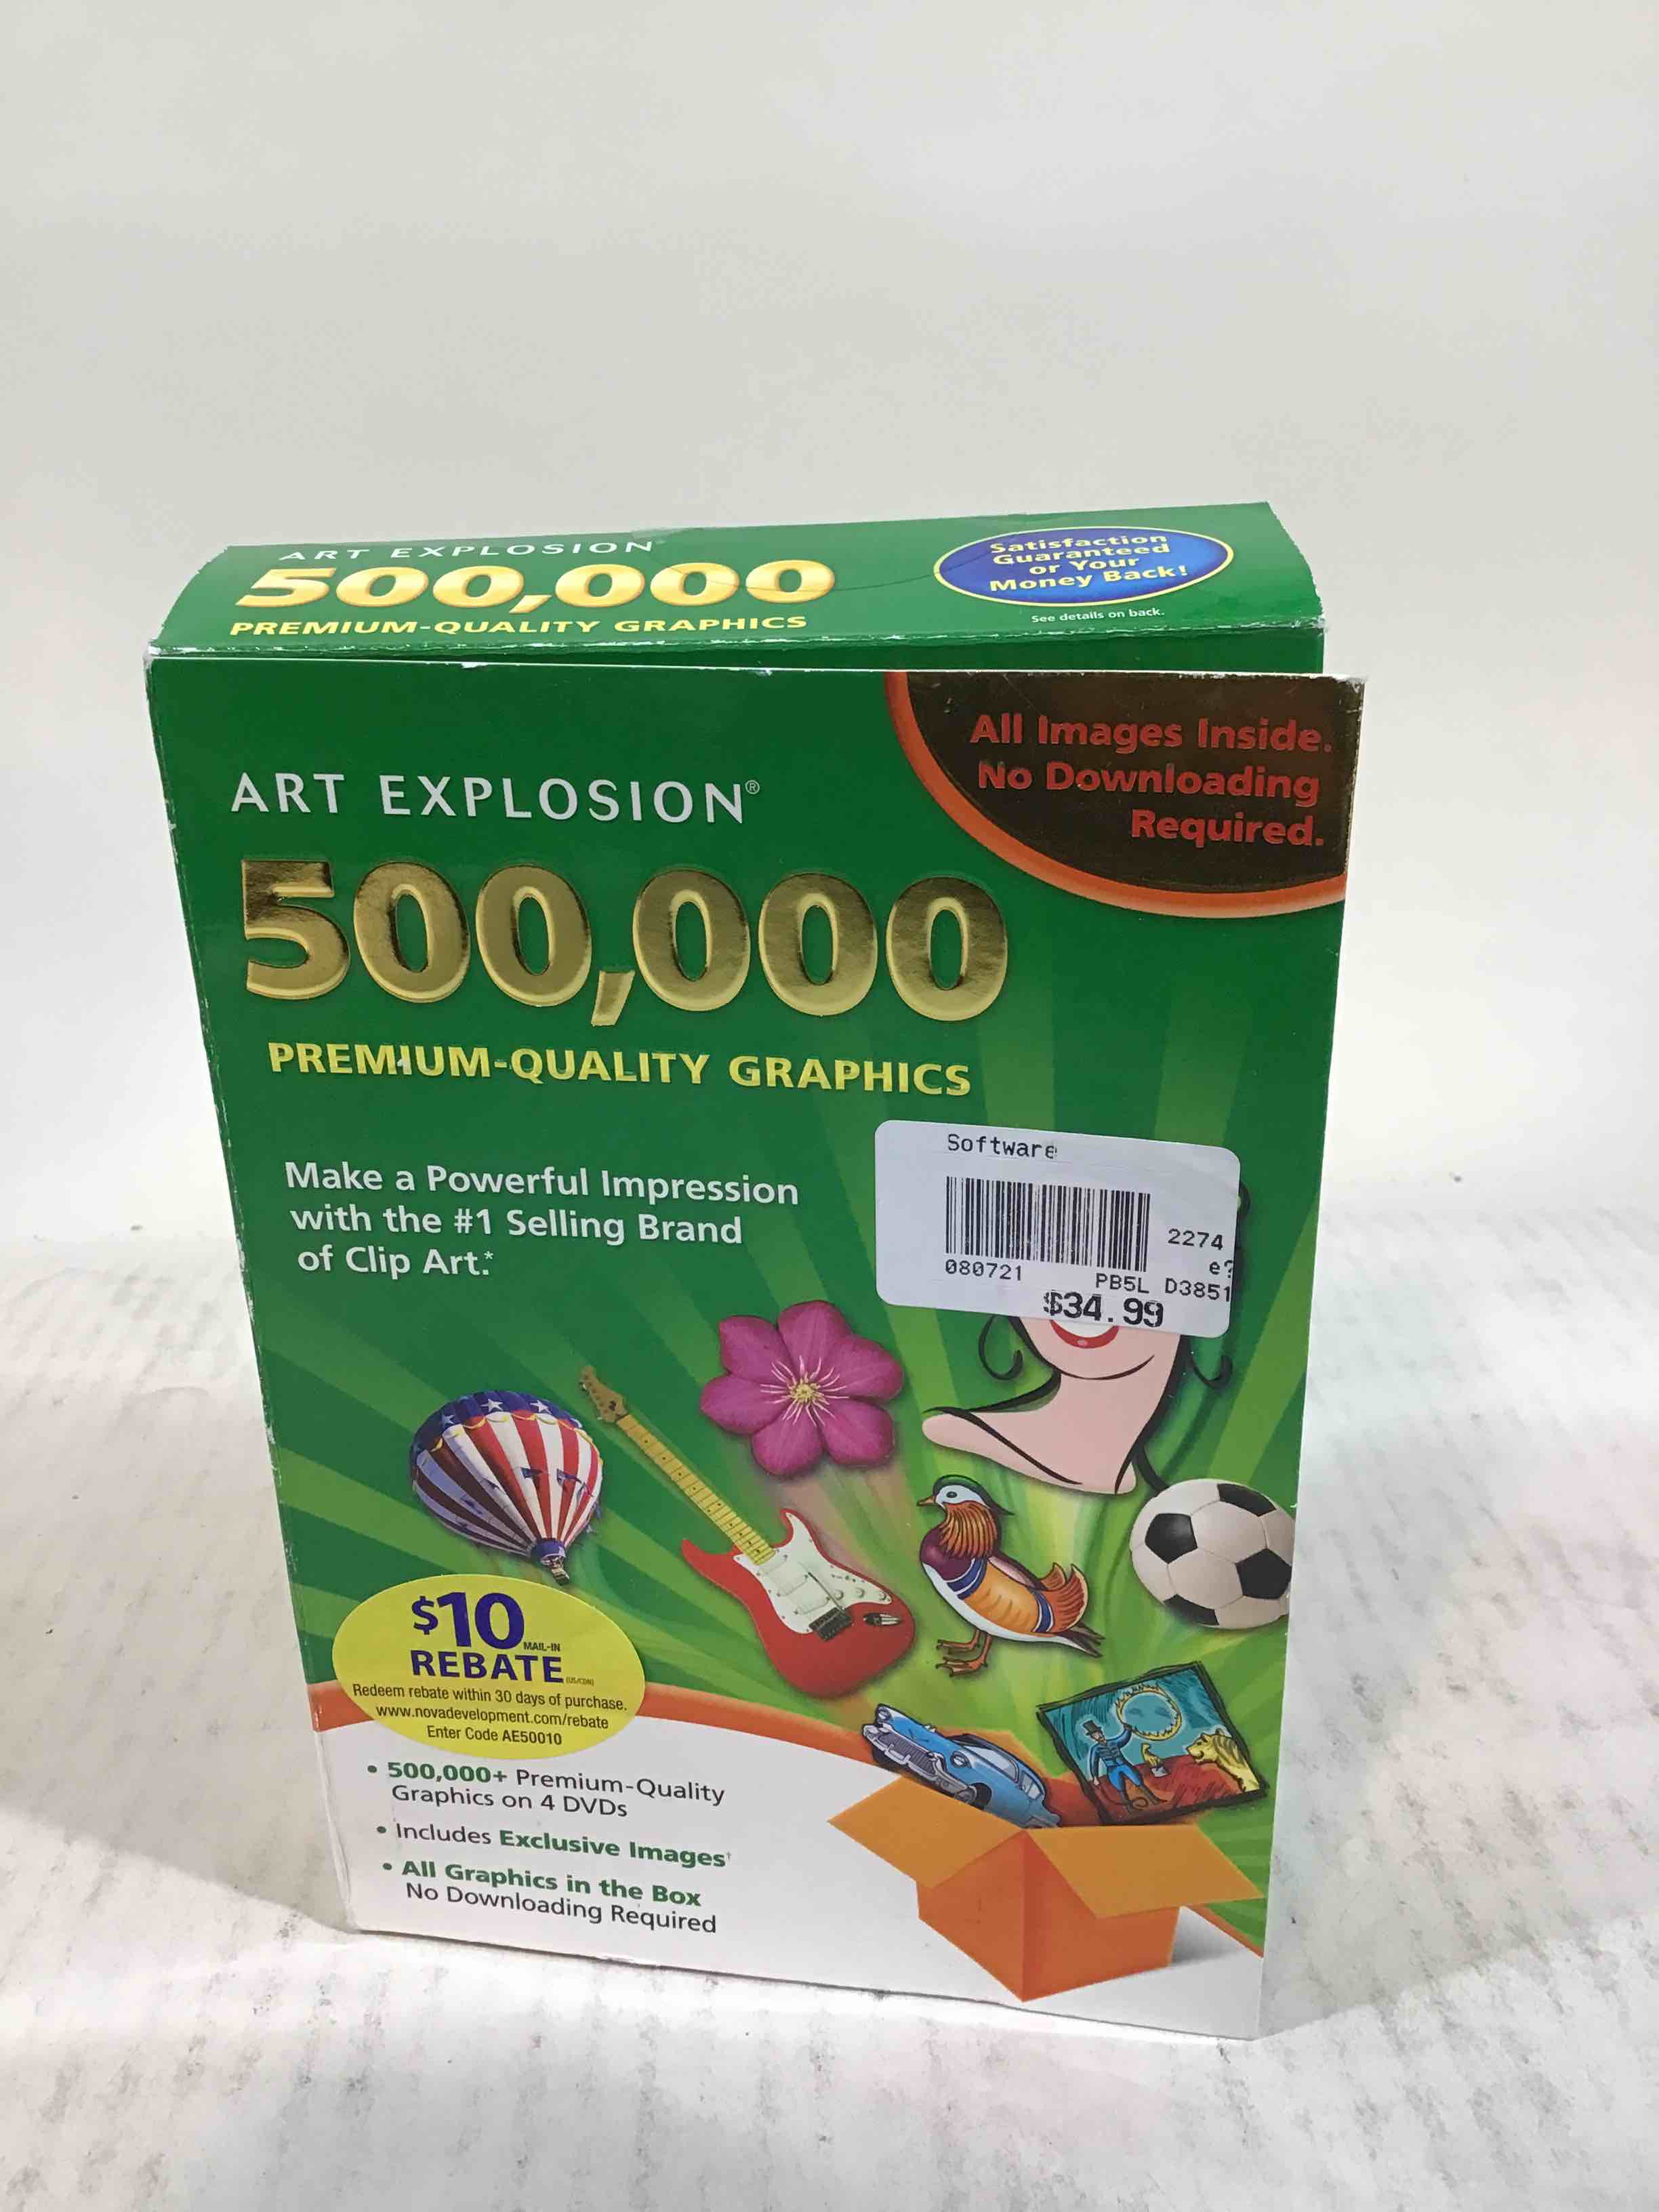 ART EXPLOSION
500,000
PREMIUM-QUALITY GRAPHICS
Satisfaction
Guaranteed
or Your
Money Back!
See details on back.
All Images Inside.
No Downloading
Required.
ART EXPLOSION®
500,000
PREMIUM-QUALITY GRAPHICS
Make a Powerful Impression
with the #1 Selling Brand
of Clip Art.*
Software
2274
080721
PB5L D3851
$34.99
$10
MAIL-IN
REBATE (US/CDN)
Redeem rebate within 30 days of purchase.
www.novadevelopment.com/rebate
Enter Code AE50010
• 500,000+ Premium-Quality
Graphics on 4 DVDs
• Includes Exclusive Images†
• All Graphics in the Box
No Downloading Required